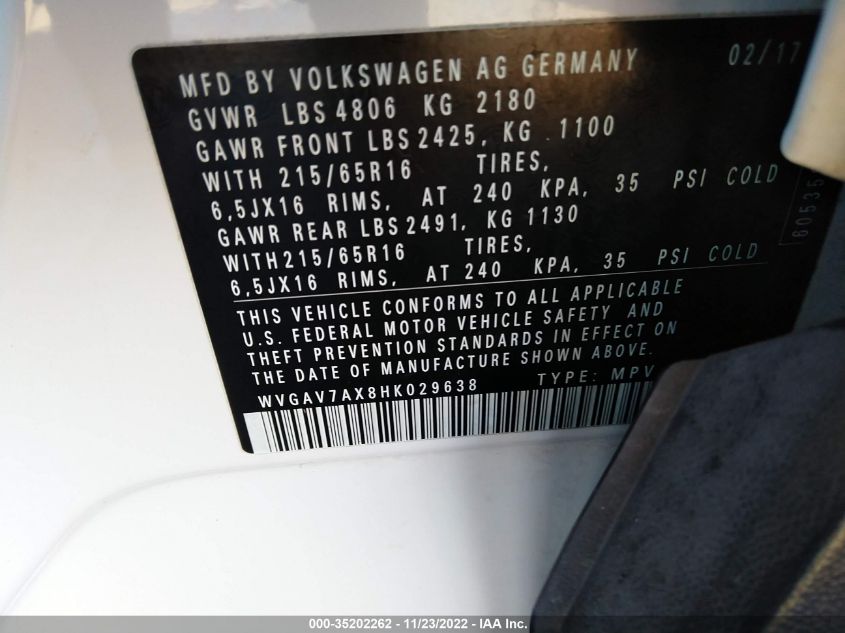 MFD BY VOLKSWAGEN AG GERMANY 02/17
GVWR LBS 4806 KG 2180
GAWR FRONT LBS 2425, KG 1100
WITH 215/65R16 TIRES,
6,5JX16 RIMS, AT 240 KPA, 35 PSI COLD
GAWR REAR LBS 2491, KG 1130
WITH 215/65R16 TIRES,
6,5JX16 RIMS, AT 240 KPA, 35 PSI COLD
THIS VEHICLE CONFORMS TO ALL APPLICABLE
U.S. FEDERAL MOTOR VEHICLE SAFETY AND
THEFT PREVENTION STANDARDS IN EFFECT ON
THE DATE OF MANUFACTURE SHOWN ABOVE.
WVGAV7AX8HK029638 TYPE: MPV
000-35202262 - 11/23/2022 - IAA Inc.